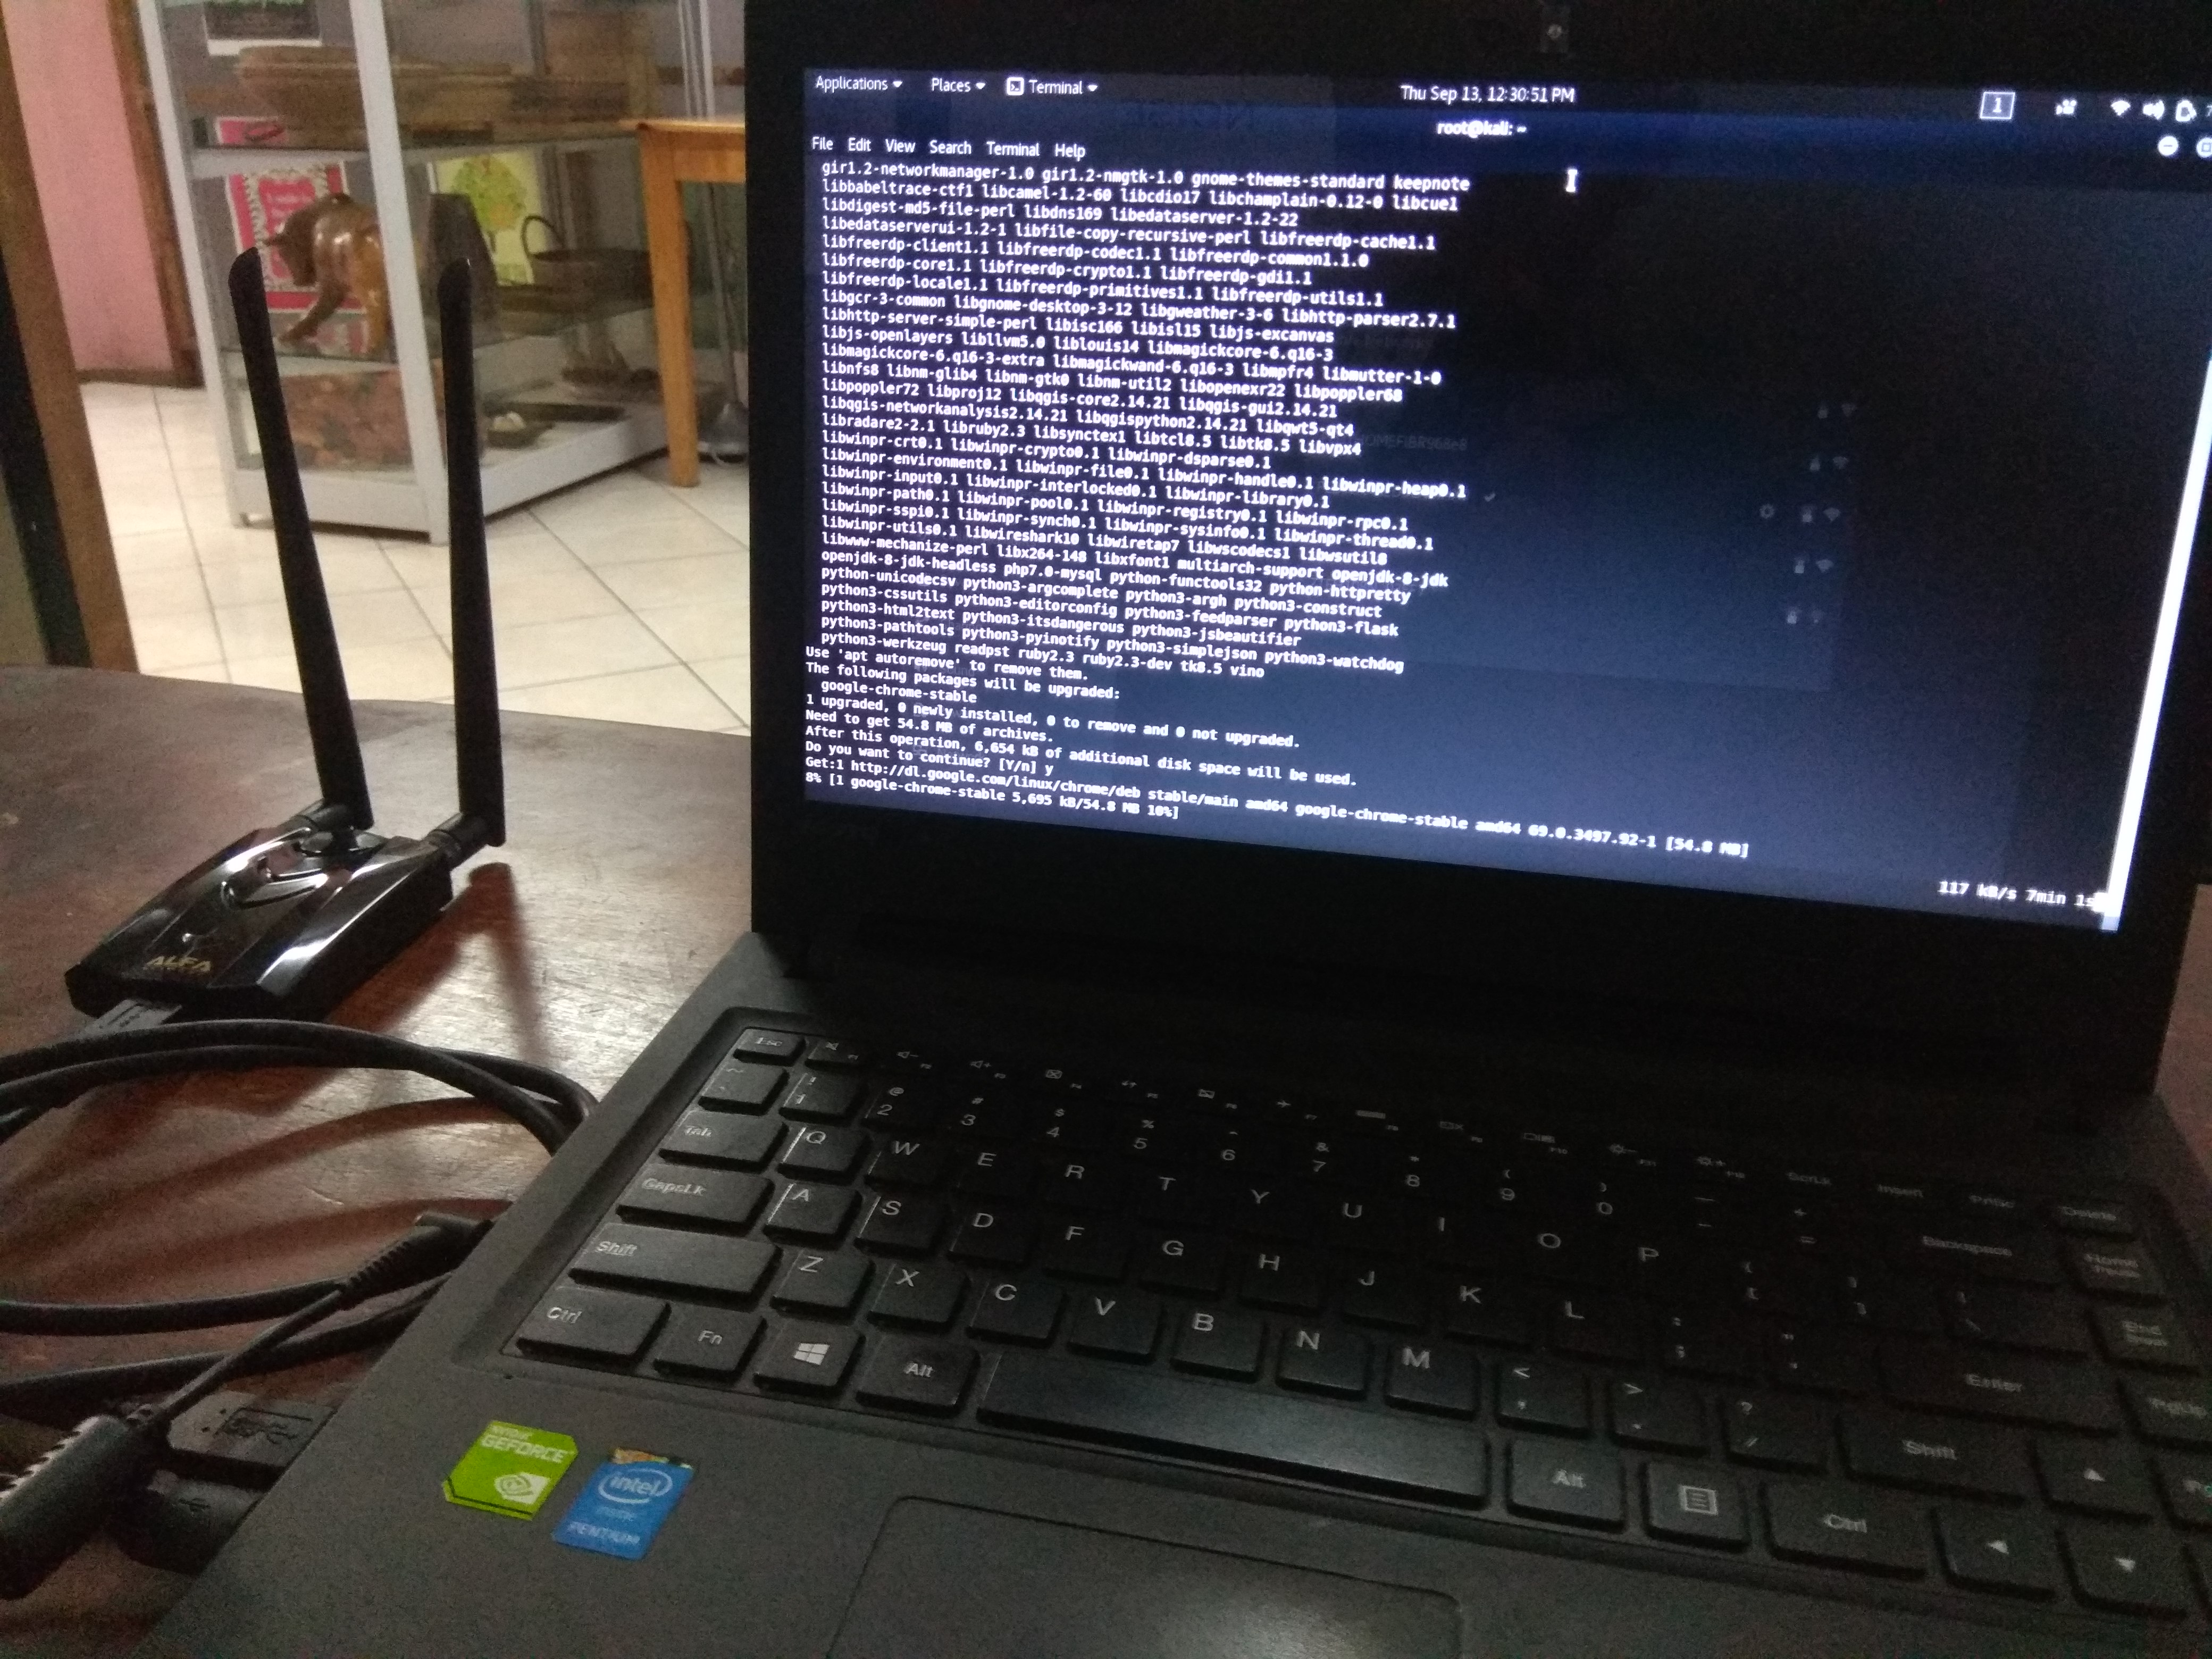 Applications Places Terminal
Thu Sep 13, 12:30:51 PM
1
root@kali: ~
File Edit View Search Terminal Help
gir1.2-networkmanager-1.0 gir1.2-nmgtk-1.0 gnome-themes-standard keepnote
libbabeltrace-ctf1 libcamel-1.2-60 libcdio17 libchamplain-0.12-0 libcue1
libdigest-md5-file-perl libdns169 libedataserver-1.2-22
libedataserverui-1.2-1 libfile-copy-recursive-perl libfreerdp-cache1.1
libfreerdp-client1.1 libfreerdp-codec1.1 libfreerdp-common1.1.0
libfreerdp-core1.1 libfreerdp-crypto1.1 libfreerdp-gdi1.1
libfreerdp-locale1.1 libfreerdp-primitives1.1 libfreerdp-utils1.1
libgcr-3-common libgnome-desktop-3-12 libgweather-3-6 libhttp-parser2.7.1
libhttp-server-simple-perl libisc166 libisl15 libjs-excanvas
libjs-openlayers libllvm5.0 liblouis14 libmagickcore-6.q16-3
libmagickcore-6.q16-3-extra libmagickwand-6.q16-3 libmpfr4 libmutter-1-0
libnfs8 libnm-glib4 libnm-gtk0 libnm-util2 libopenexr22 libpoppler68
libpoppler72 libproj12 libqgis-core2.14.21 libqgis-gui2.14.21
libqgis-networkanalysis2.14.21 libqgispython2.14.21 libqwt5-qt4
libradare2-2.1 libruby2.3 libsynctex1 libtcl8.5 libtk8.5 libvpx4
libwinpr-crt0.1 libwinpr-crypto0.1 libwinpr-dsparse0.1
libwinpr-environment0.1 libwinpr-file0.1 libwinpr-handle0.1 libwinpr-heap0.1
libwinpr-input0.1 libwinpr-interlocked0.1 libwinpr-library0.1
libwinpr-path0.1 libwinpr-pool0.1 libwinpr-registry0.1 libwinpr-rpc0.1
libwinpr-sspi0.1 libwinpr-synch0.1 libwinpr-sysinfo0.1 libwinpr-thread0.1
libwinpr-utils0.1 libwireshark10 libwiretap7 libwscodecs1 libwsutil8
libwww-mechanize-perl libx264-148 libxfont1 multiarch-support openjdk-8-jdk
openjdk-8-jdk-headless php7.0-mysql python-functools32 python-httpretty
python-unicodecsv python3-argcomplete python3-argh python3-construct
python3-cssutils python3-editorconfig python3-feedparser python3-flask
python3-html2text python3-itsdangerous python3-jsbeautifier
python3-pathtools python3-pyinotify python3-simplejson python3-watchdog
python3-werkzeug readpst ruby2.3 ruby2.3-dev tk8.5 vino
Use 'apt autoremove' to remove them.
The following packages will be upgraded:
google-chrome-stable
1 upgraded, 0 newly installed, 0 to remove and 0 not upgraded.
Need to get 54.8 MB of archives.
After this operation, 6,654 kB of additional disk space will be used.
Do you want to continue? [Y/n] y
Get:1 http://dl.google.com/linux/chrome/deb stable/main amd64 google-chrome-stable amd64 69.0.3497.92-1 [54.8 MB]
8% [1 google-chrome-stable 5,695 kB/54.8 MB 10%]
117 kB/s 7min 1s
ALFA
Esc
@ # $ % ^ & * ( )
2 3 4 5 6 7 8 9 0
Backspace
Delete
Tab Q W E R T Y U I O P
CapsLk A S D F G H J K L Enter
Shift Z X C V B N M < > ? Shift
Ctrl Fn Alt Alt Ctrl
GEFORCE
intel
inside
PENTIUM